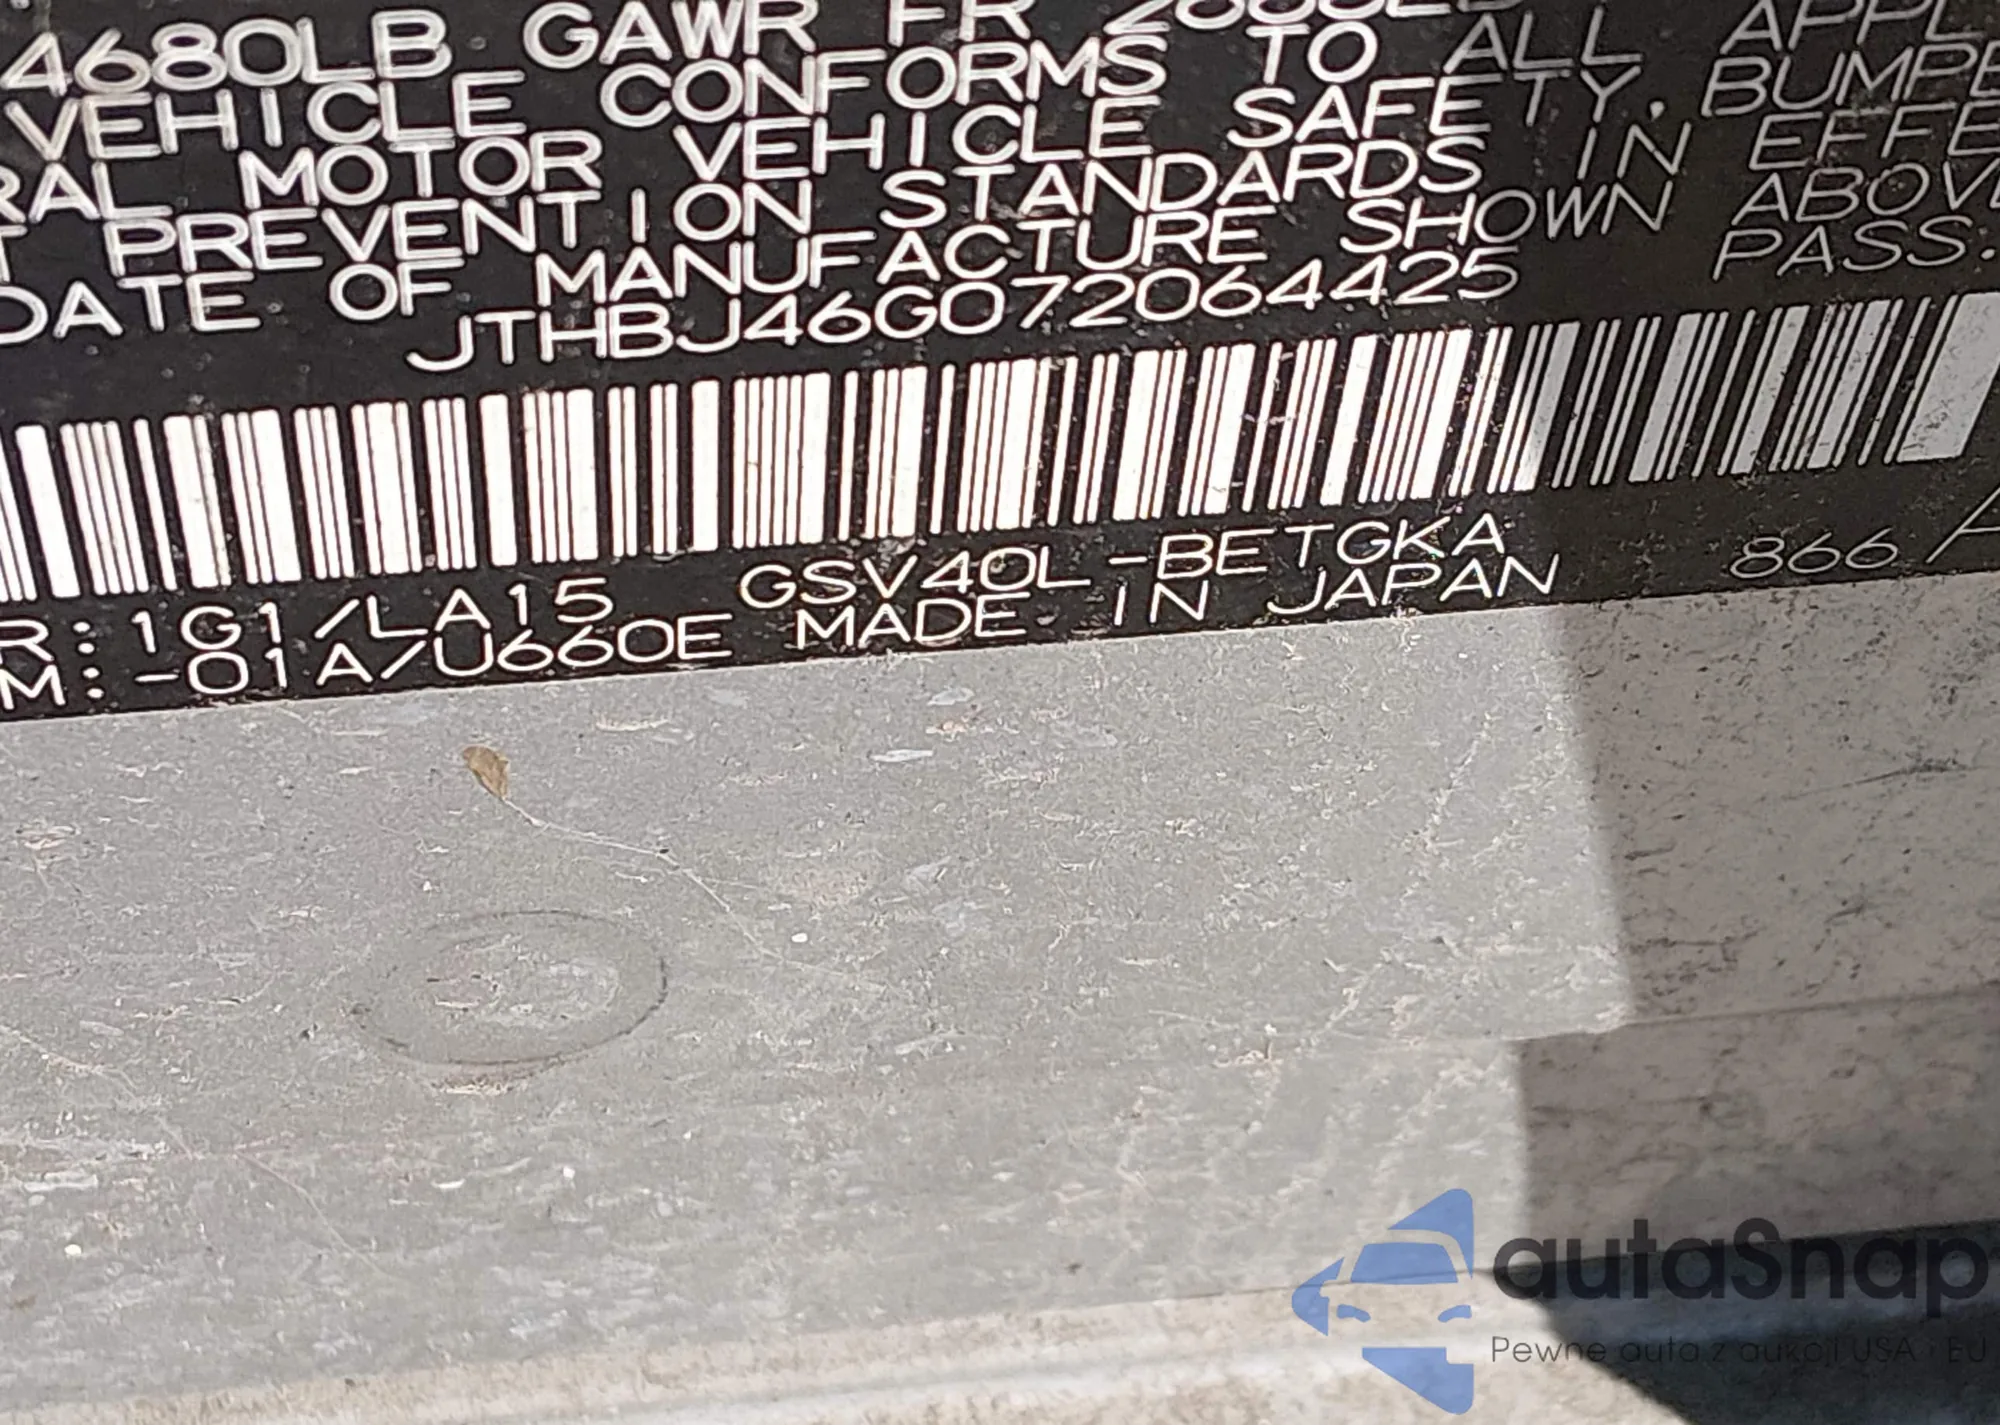 4680LB GAWR FR
VEHICLE CONFORMS TO ALL APPL
RAL MOTOR VEHICLE SAFETY, BUMPE
T PREVENTION STANDARDS IN EFFE
DATE OF MANUFACTURE SHOWN ABOV
JTHBJ46G072064425 PASS.
R: 1G1/LA15 GSV40L-BETGKA 866 A
M: -01A/U660E MADE IN JAPAN
autaSnap
Pewne auta z aukcji USA i EU